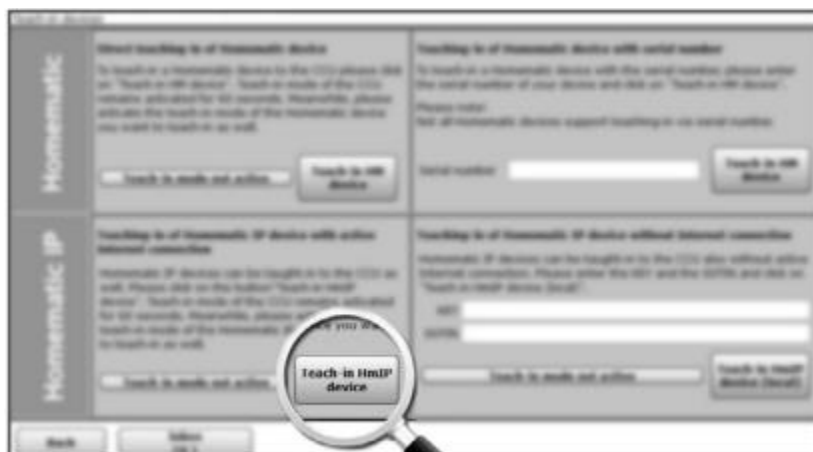 Teach-in devices
Homematic
Direct teaching-in of Homematic device
To teach-in a Homematic device to the CCU please click
on "Teach-in HM device". Teach-in mode of the CCU
remains activated for 60 seconds. Meanwhile, please
activate the teach-in mode of the Homematic device
you want to teach-in as well.
Teach-in mode not active
Teach-in HM
device
Teaching-in of Homematic device with serial number
To teach-in a Homematic device with the serial number, please enter
the serial number of your device and click on "Teach-in HM device".
Please note:
Not all Homematic devices support teaching-in via serial number.
Serial number
Teach-in HM
device
Homematic IP
Teaching-in of Homematic IP device with active
Internet connection
Homematic IP devices can be taught-in to the CCU as
well. Please click on the button "Teach-in HmIP
device". Teach-in mode of the CCU remains activated
for 60 seconds. Meanwhile, please
teach-in mode of the Homematic you want
to teach-in as well.
Teach-in mode not active
Teach-in HmIP
device
Teaching-in of Homematic IP device without Internet connection
Homematic IP devices can be taught-in to the CCU also without active
Internet connection. Please enter the KEY and the SGTIN and click on
"Teach-in HmIP device (local)".
KEY
SGTIN
Teach-in mode not active
Teach-in HmIP
device (local)
Back
Inbox